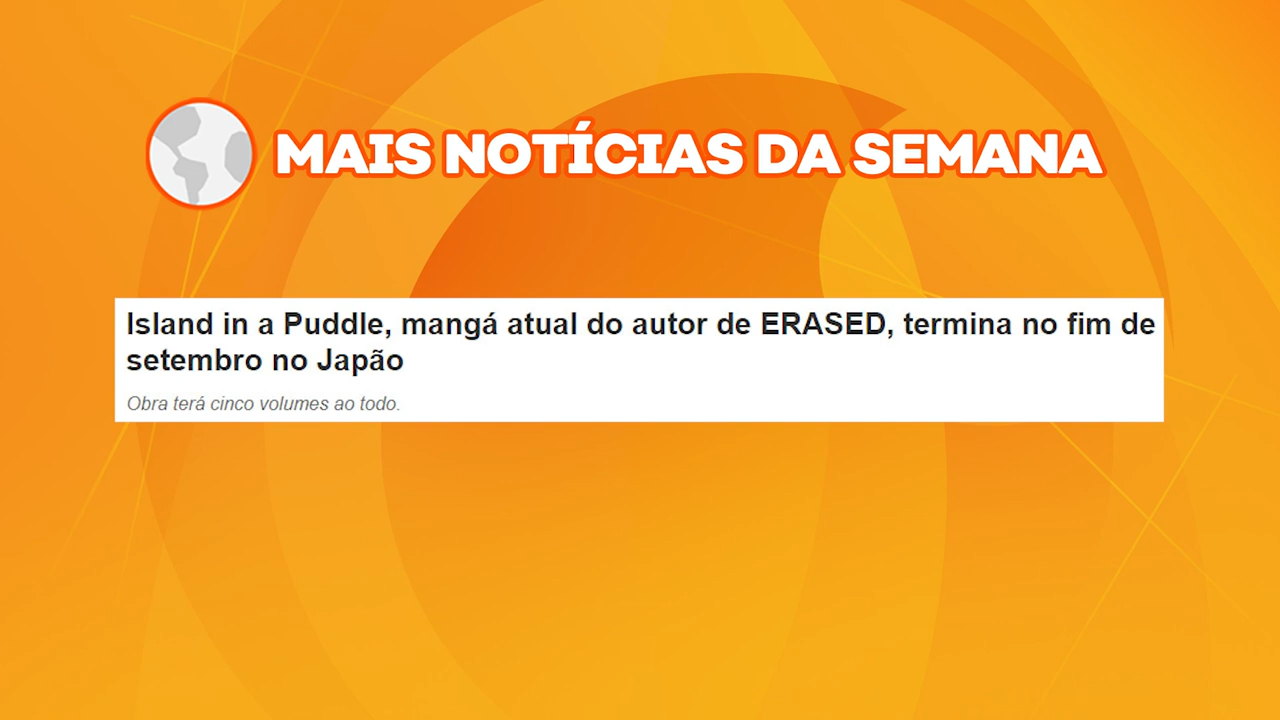 MAIS NOTÍCIAS DA SEMANA
Island in a Puddle, mangá atual do autor de ERASED, termina no fim de
setembro no Japão
Obra terá cinco volumes ao todo.